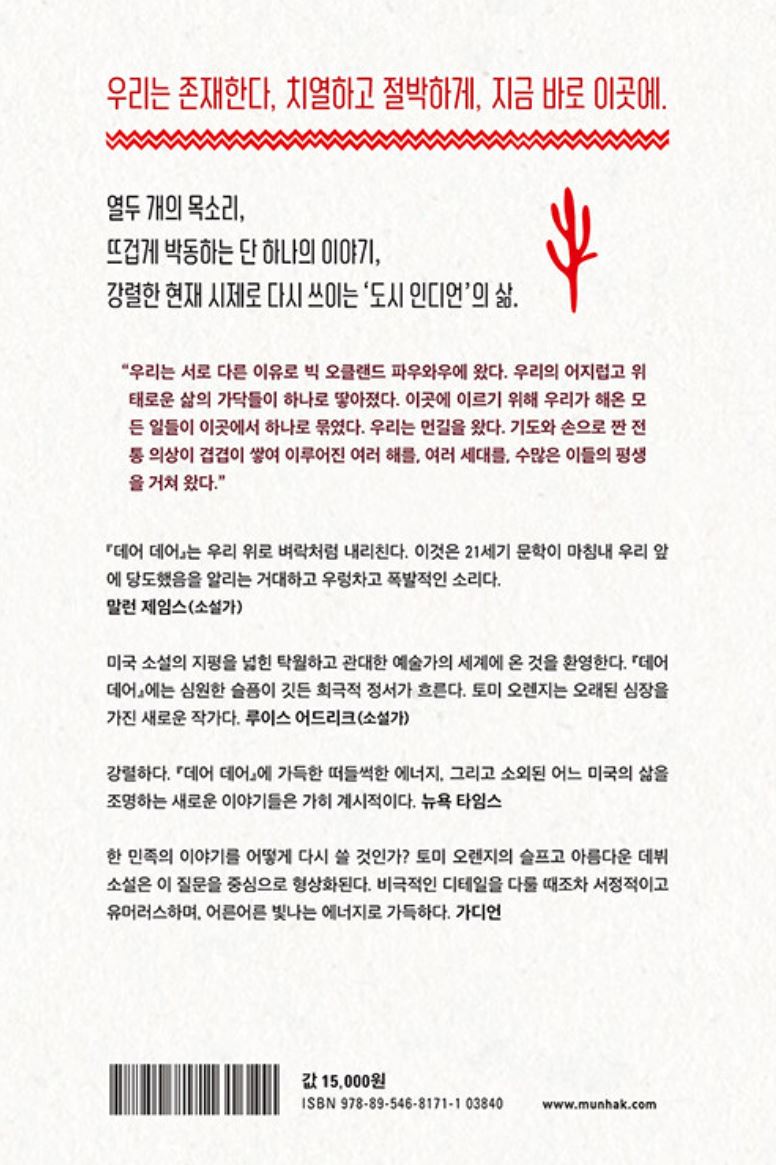 우리는 존재한다, 치열하고 절박하게, 지금 바로 이곳에.
열두 개의 목소리,
뜨겁게 박동하는 단 하나의 이야기,
강렬한 현재 시제로 다시 쓰이는 ‘도시 인디언’의 삶.
“우리는 서로 다른 이유로 빅 오클랜드 파우와우에 왔다. 우리의 어지럽고 위
태로운 삶의 가닥들이 하나로 땋아졌다. 이곳에 이르기 위해 우리가 해온 모
든 일들이 이곳에서 하나로 묶였다. 우리는 먼길을 왔다. 기도와 손으로 짠 전
통 의상이 겹겹이 쌓여 이루어진 여러 해를, 여러 세대를, 수많은 이들의 평생
을 거쳐 왔다.”
『데어 데어』는 우리 위로 벼락처럼 내리친다. 이것은 21세기 문학이 마침내 우리 앞
에 당도했음을 알리는 거대하고 우렁차고 폭발적인 소리다.
말런 제임스(소설가)
미국 소설의 지평을 넓힌 탁월하고 관대한 예술가의 세계에 온 것을 환영한다. 『데어
데어』에는 심원한 슬픔이 깃든 희극적 정서가 흐른다. 토미 오렌지는 오래된 심장을
가진 새로운 작가다. 루이스 어드리크(소설가)
강렬하다. 『데어 데어』에 가득한 떠들썩한 에너지, 그리고 소외된 어느 미국의 삶을
조명하는 새로운 이야기들은 가히 계시적이다. 뉴욕 타임스
한 민족의 이야기를 어떻게 다시 쓸 것인가? 토미 오렌지의 슬프고 아름다운 데뷔
소설은 이 질문을 중심으로 형상화된다. 비극적인 디테일을 다룰 때조차 서정적이고
유머러스하며, 어른어른 빛나는 에너지로 가득하다. 가디언
값 15,000원
ISBN 978-89-546-8171-1 03840 www.munhak.com